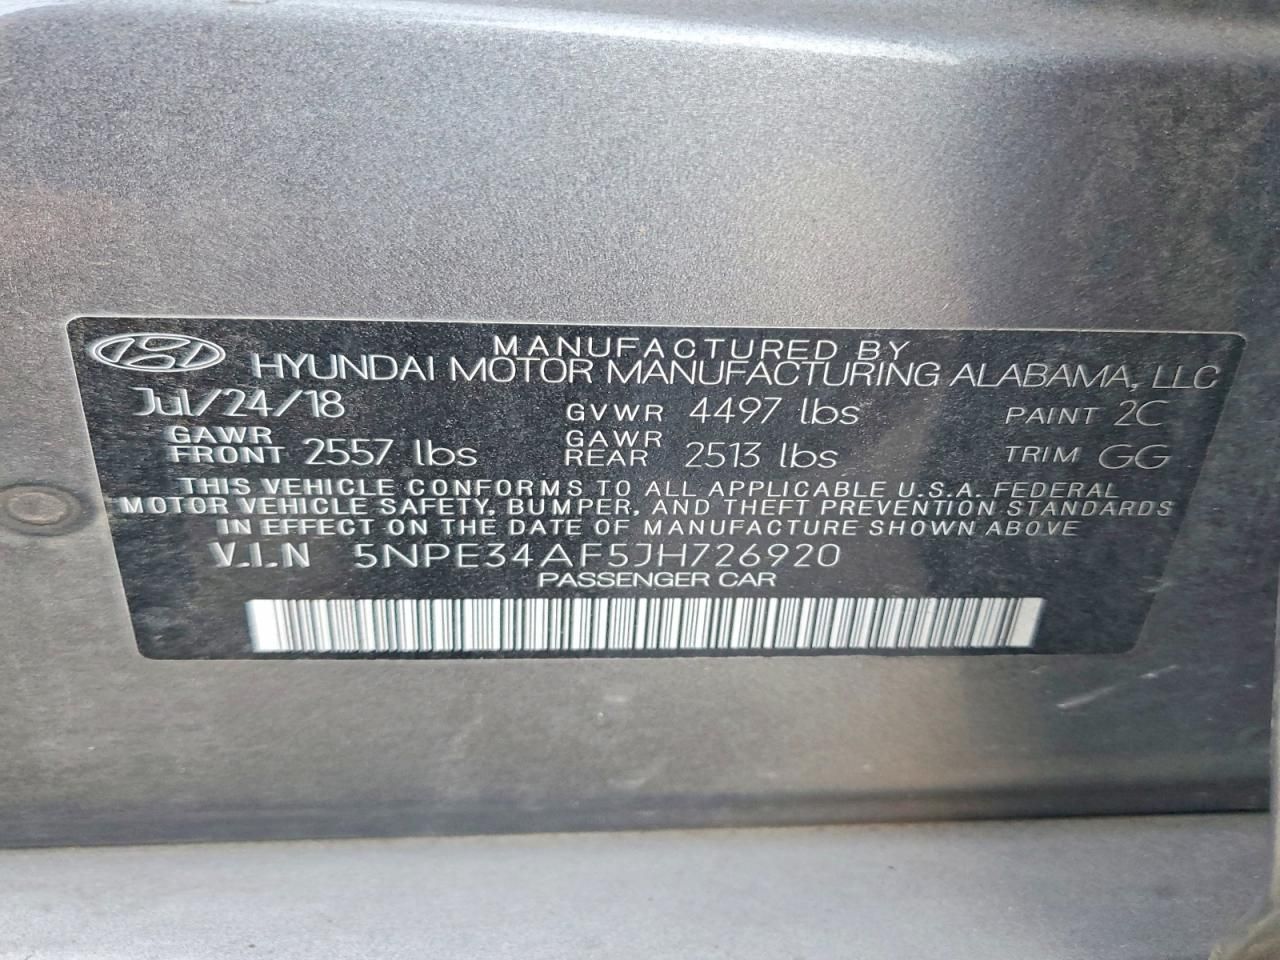 MANUFACTURED BY
HYUNDAI MOTOR MANUFACTURING ALABAMA, LLC
Jul/24/18 GVWR 4497 lbs PAINT 2C
GAWR FRONT 2557 lbs GAWR REAR 2513 lbs TRIM GG
THIS VEHICLE CONFORMS TO ALL APPLICABLE U.S.A. FEDERAL
MOTOR VEHICLE SAFETY, BUMPER, AND THEFT PREVENTION STANDARDS
IN EFFECT ON THE DATE OF MANUFACTURE SHOWN ABOVE
V.I.N 5NPE34AF5JH726920
PASSENGER CAR